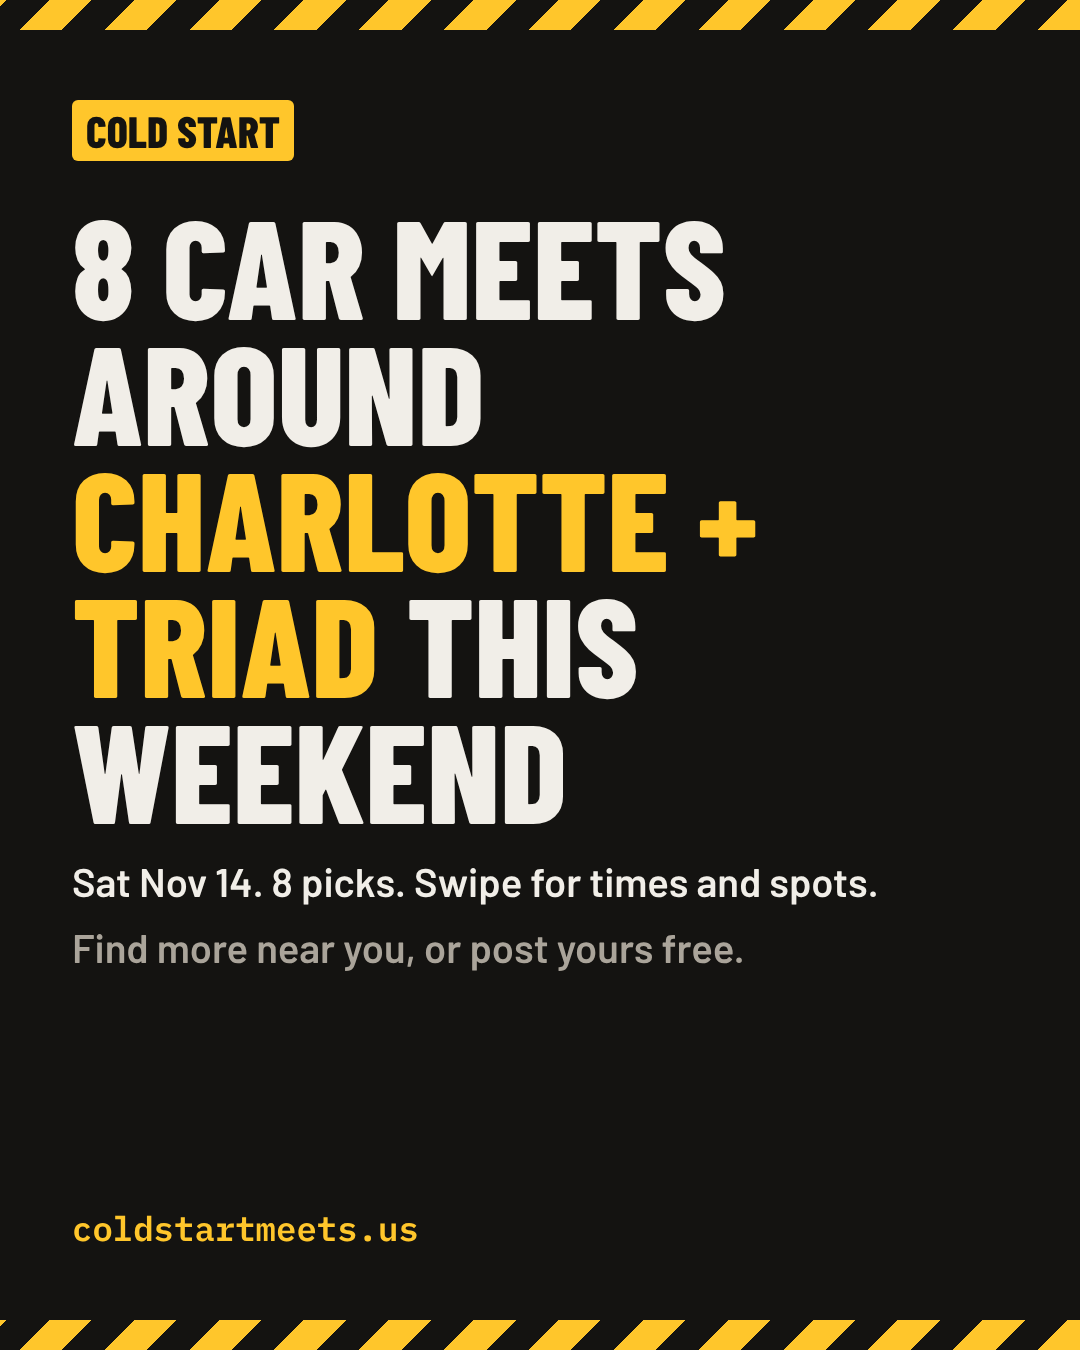 COLD START
8 CAR MEETS
AROUND
CHARLOTTE +
TRIAD THIS
WEEKEND
Sat Nov 14. 8 picks. Swipe for times and spots.
Find more near you, or post yours free.
coldstartmeets.us